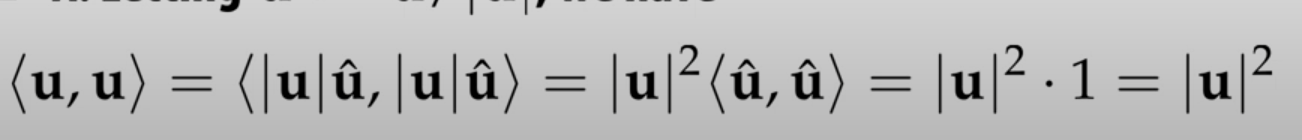 ⟨u, u⟩ = ⟨|u|û, |u|û⟩ = |u|²⟨û, û⟩ = |u|² · 1 = |u|²